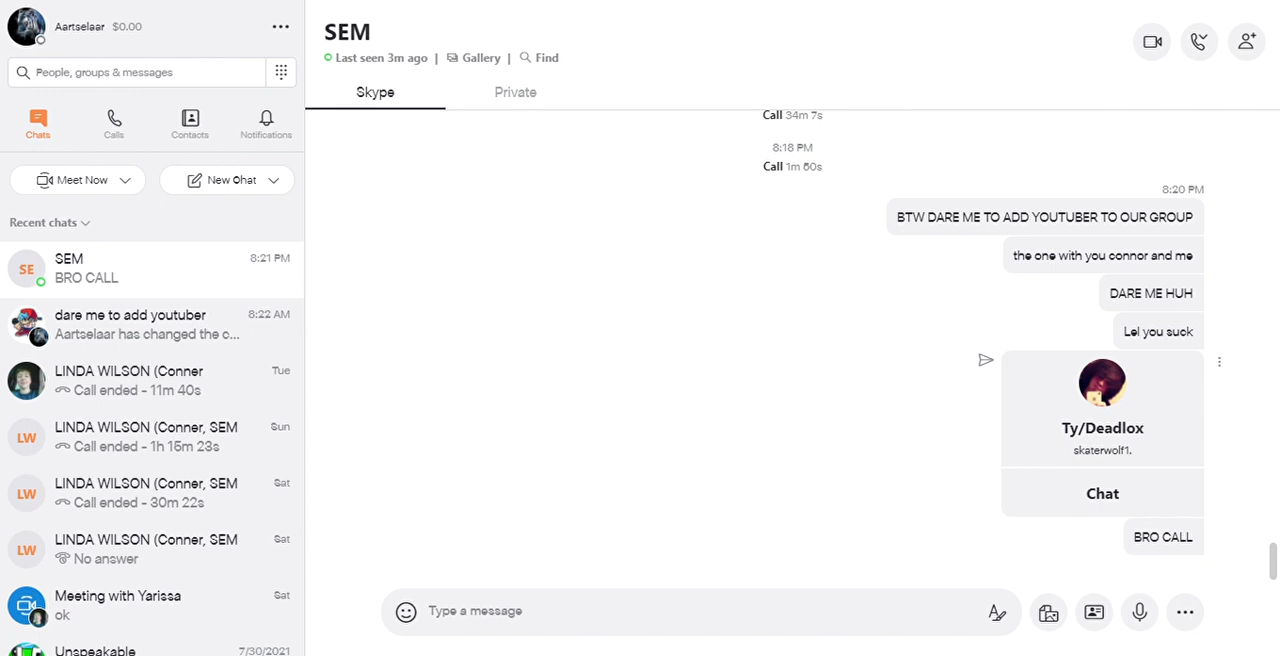 Aartselaar $0.00
People, groups & messages
Chats
Calls
Contacts
Notifications
Meet Now
New Chat
Recent chats
SE
SEM
8:21 PM
BRO CALL
dare me to add youtuber
8:22 AM
Aartselaar has changed the c...
LINDA WILSON (Conner
Tue
Call ended - 11m 40s
LW
LINDA WILSON (Conner, SEM
Sun
Call ended - 1h 15m 23s
LW
LINDA WILSON (Conner, SEM
Sat
Call ended - 30m 22s
LW
LINDA WILSON (Conner, SEM
Sat
No answer
Meeting with Yarissa
Sat
ok
Unspeakable
7/30/2021
SEM
Last seen 3m ago | Gallery | Find
Skype
Private
Call 34m 7s
8:18 PM
Call 1m 50s
8:20 PM
BTW DARE ME TO ADD YOUTUBER TO OUR GROUP
the one with you connor and me
DARE ME HUH
Lel you suck
Ty/Deadlox
skaterwolf1.
Chat
BRO CALL
Type a message